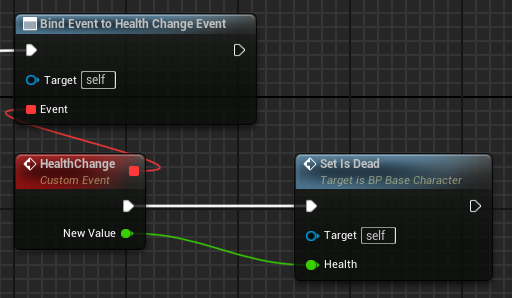 Bind Event to Health Change Event
Target self
Event
HealthChange
Custom Event
New Value
Set Is Dead
Target is BP Base Character
Target self
Health